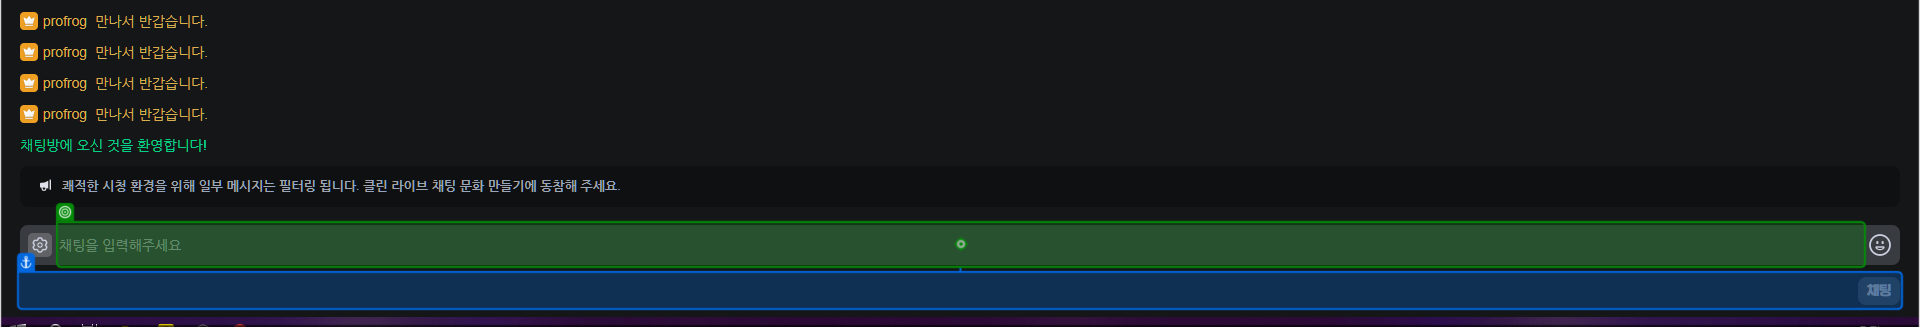 profrog 만나서 반갑습니다.
profrog 만나서 반갑습니다.
profrog 만나서 반갑습니다.
profrog 만나서 반갑습니다.
채팅방에 오신 것을 환영합니다!
쾌적한 시청 환경을 위해 일부 메시지는 필터링 됩니다. 클린 라이브 채팅 문화 만들기에 동참해 주세요.
채팅을 입력해주세요
채팅